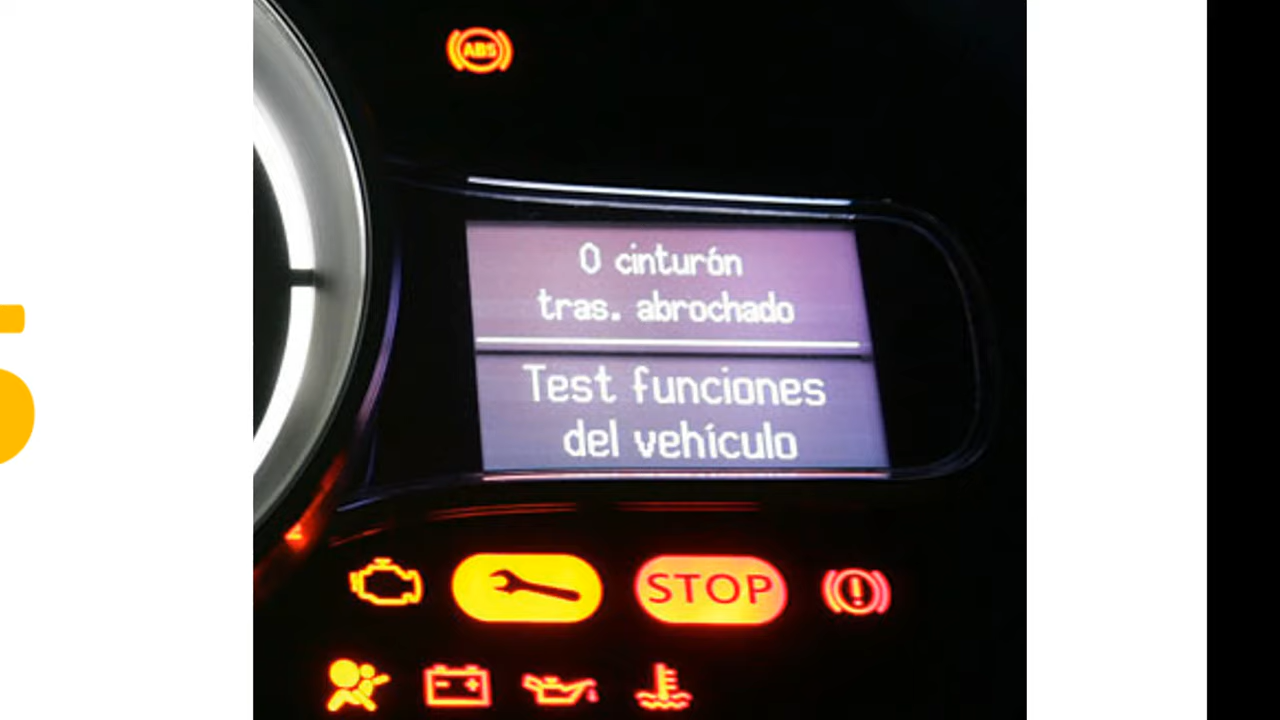 ABS
0 cinturón
tras. abrochado
Test funciones
del vehículo
STOP